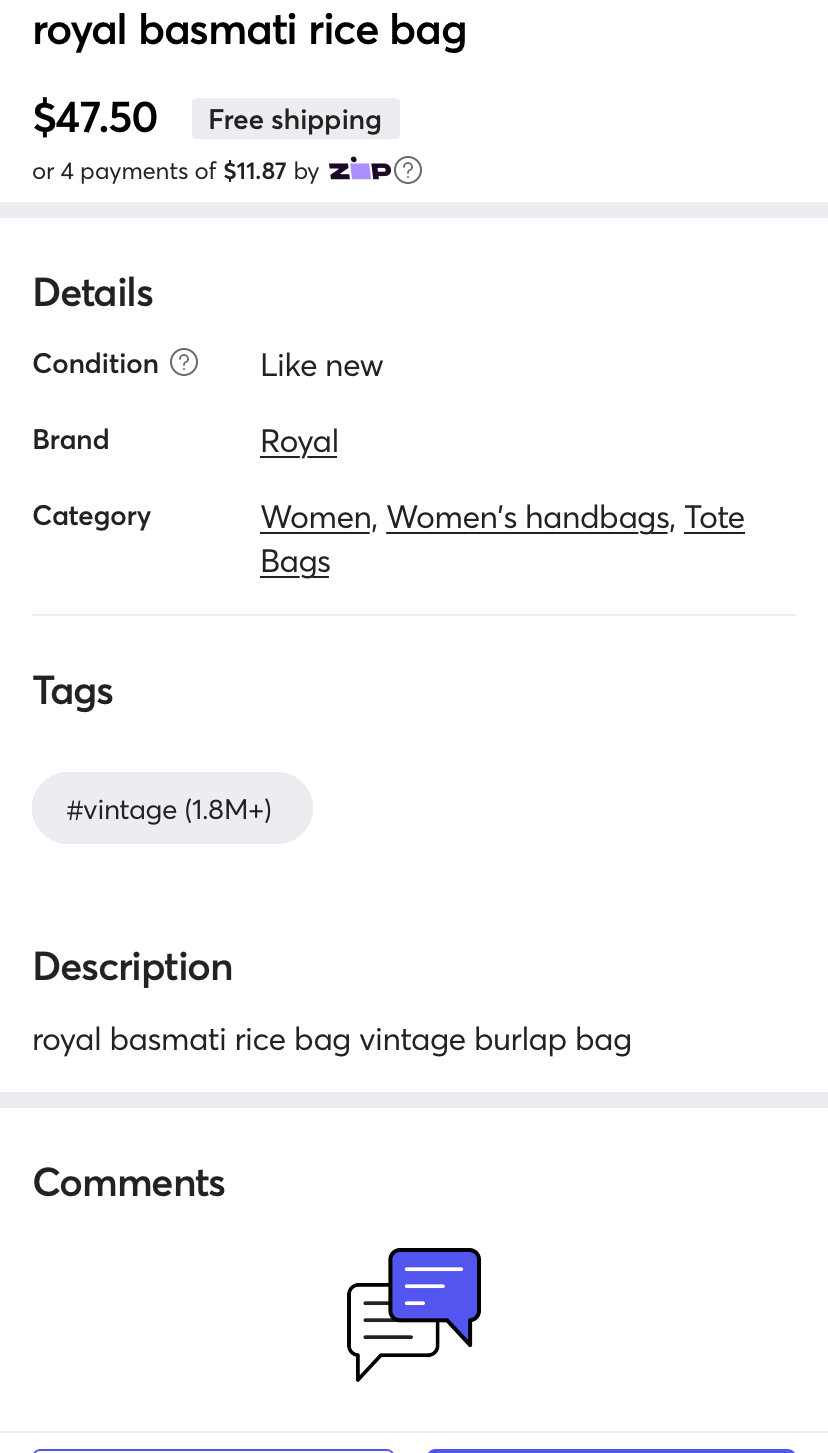 royal basmati rice bag
$47.50 Free shipping
or 4 payments of $11.87 by zip ?
Details
Condition ? Like new
Brand Royal
Category Women, Women's handbags, Tote
Bags
Tags
#vintage (1.8M+)
Description
royal basmati rice bag vintage burlap bag
Comments